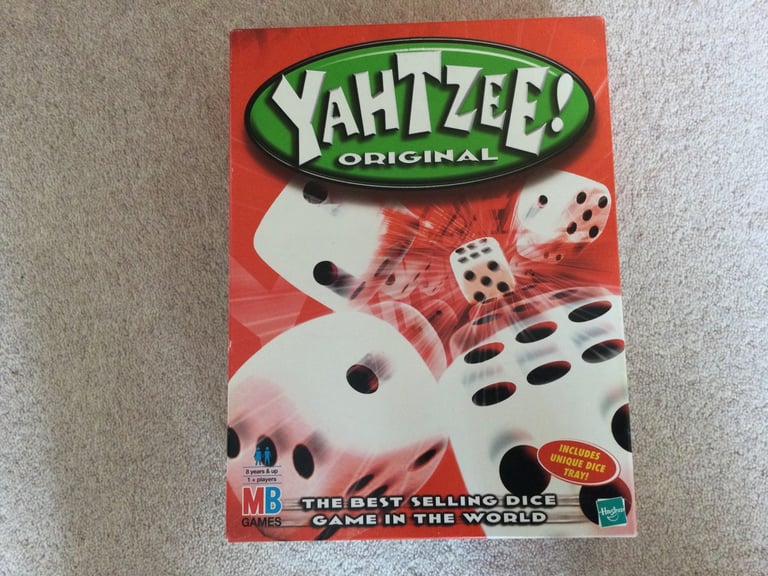 YAHTZEE!
ORIGINAL
INCLUDES
UNIQUE DICE
TRAY!
8 years & up
1+ players
MB
GAMES
THE BEST SELLING DICE
GAME IN THE WORLD
Hasbro